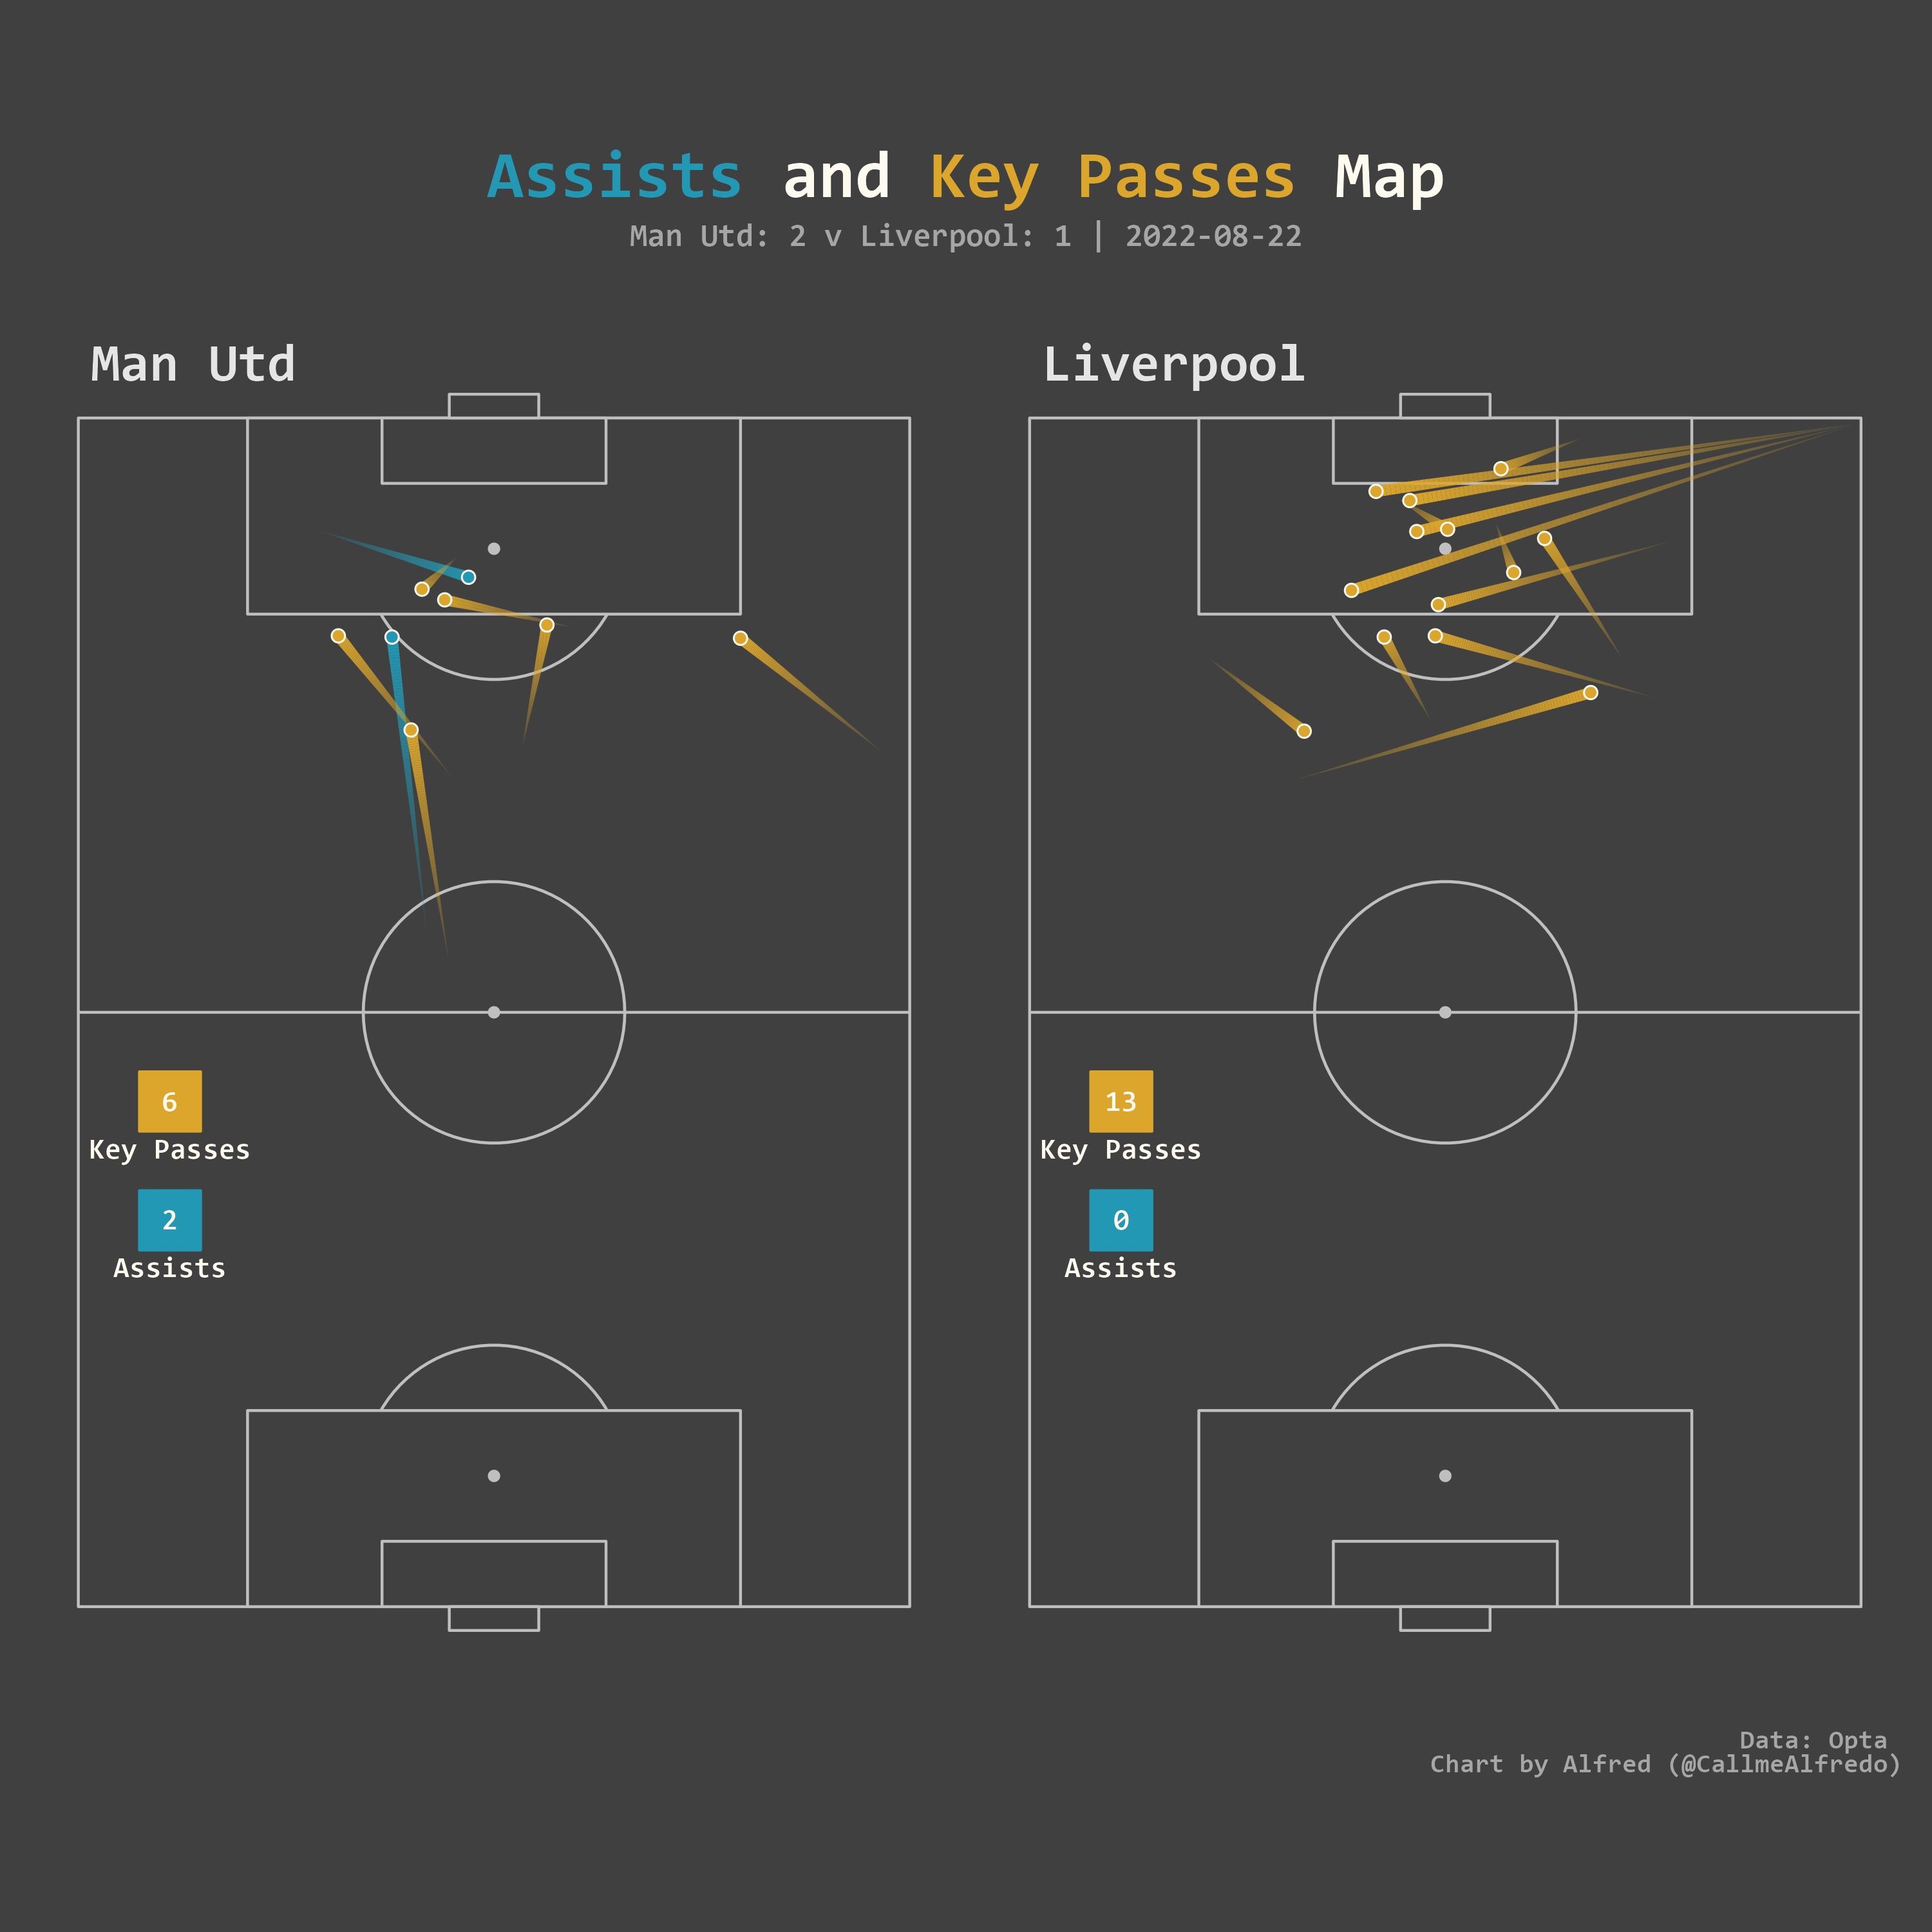 Assists and Key Passes Map
Man Utd: 2 v Liverpool: 1 | 2022-08-22
Man Utd
Liverpool
6
Key Passes
2
Assists
13
Key Passes
0
Assists
Data: Opta
Chart by Alfred (@CallmeAlfredo)